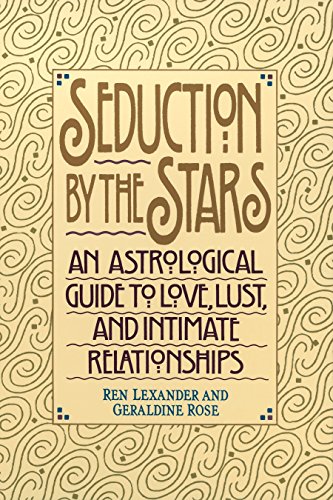 SEDUCTION
BY THE STARS
AN ASTROLOGICAL
GUIDE TO LOVE, LUST,
AND INTIMATE
RELATIONSHIPS
REN LEXANDER AND
GERALDINE ROSE